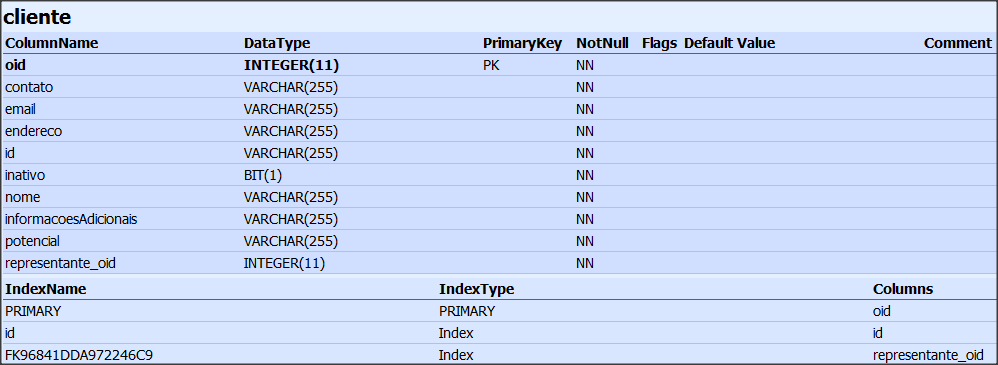 cliente
ColumnName DataType PrimaryKey NotNull Flags Default Value Comment
oid INTEGER(11) PK NN
contato VARCHAR(255) NN
email VARCHAR(255) NN
endereco VARCHAR(255) NN
id VARCHAR(255) NN
inativo BIT(1) NN
nome VARCHAR(255) NN
informacoesAdicionais VARCHAR(255) NN
potencial VARCHAR(255) NN
representante_oid INTEGER(11) NN
IndexName IndexType Columns
PRIMARY PRIMARY oid
id Index id
FK96841DDA972246C9 Index representante_oid